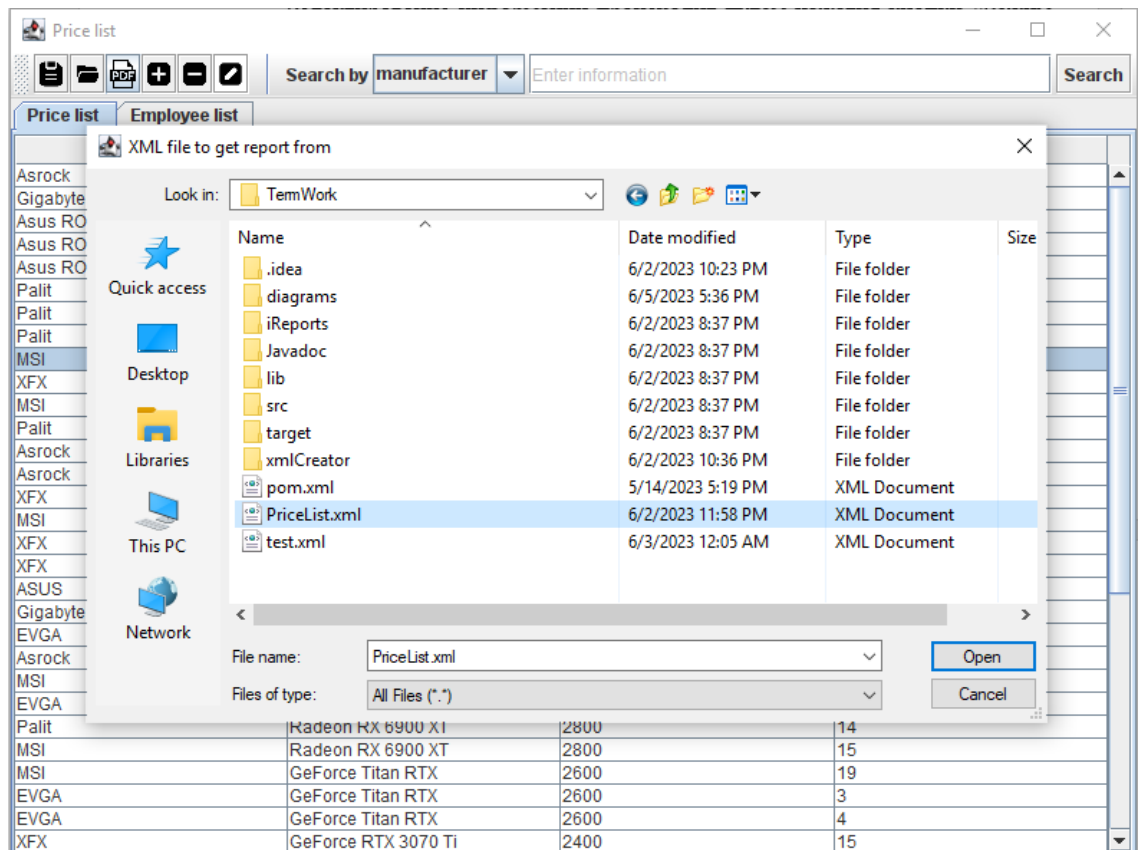 Price list
PDF
Search by manufacturer Enter information Search
Price list Employee list
XML file to get report from
Look in: TermWork
Name Date modified Type Size
.idea 6/2/2023 10:23 PM File folder
diagrams 6/5/2023 5:36 PM File folder
iReports 6/2/2023 8:37 PM File folder
Javadoc 6/2/2023 8:37 PM File folder
lib 6/2/2023 8:37 PM File folder
src 6/2/2023 8:37 PM File folder
target 6/2/2023 8:37 PM File folder
xmlCreator 6/2/2023 10:36 PM File folder
pom.xml 5/14/2023 5:19 PM XML Document
PriceList.xml 6/2/2023 11:58 PM XML Document
test.xml 6/3/2023 12:05 AM XML Document
Quick access
Desktop
Libraries
This PC
Network
File name: PriceList.xml Open
Files of type: All Files (*.*) Cancel
Asrock
Gigabyte
Asus RO
Asus RO
Asus RO
Palit
Palit
Palit
MSI
XFX
MSI
Palit
Asrock
Asrock
XFX
MSI
XFX
XFX
ASUS
Gigabyte
EVGA
Asrock
MSI
EVGA
Palit Radeon RX 6900 XT 2800 14
MSI Radeon RX 6900 XT 2800 15
MSI GeForce Titan RTX 2600 19
EVGA GeForce Titan RTX 2600 3
EVGA GeForce Titan RTX 2600 4
XFX GeForce RTX 3070 Ti 2400 15